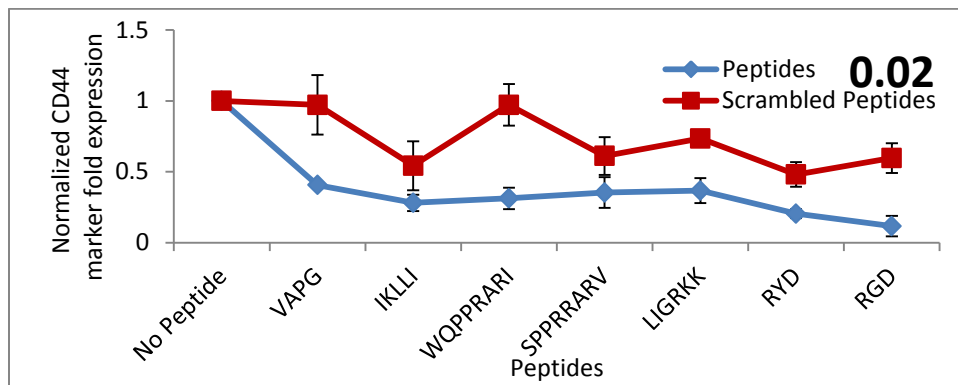 1.5
1
0.5
0
Normalized CD44
marker fold expression
Peptides
Scrambled Peptides
0.02
No Peptide
VAPG
IKLLI
WQPPRARI
SPPRRARV
LIGRKK
RYD
RGD
Peptides